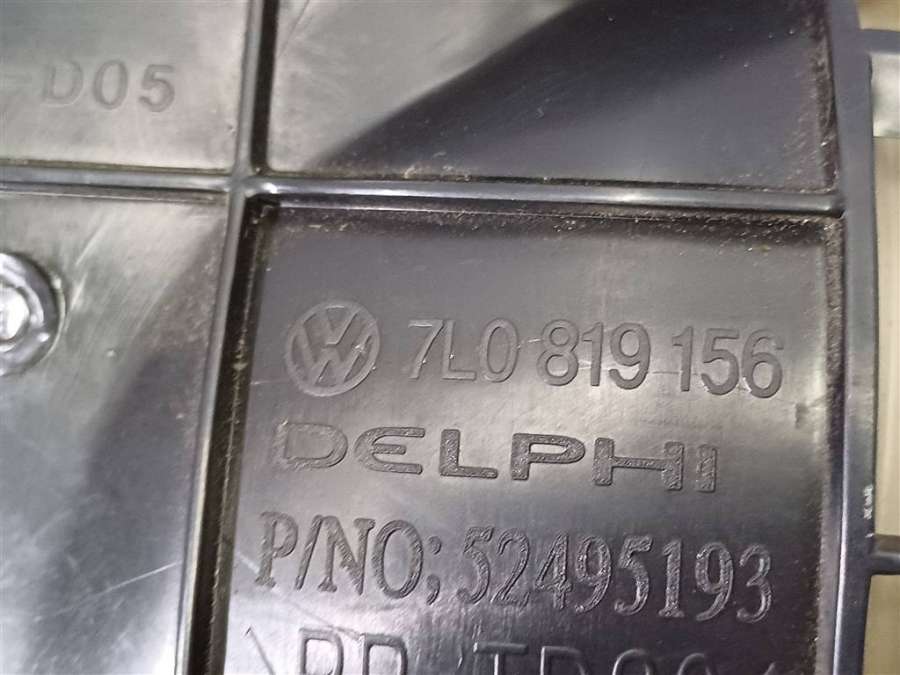 -D05
7L0 819 156
DELPHI
P/NO; 52495193